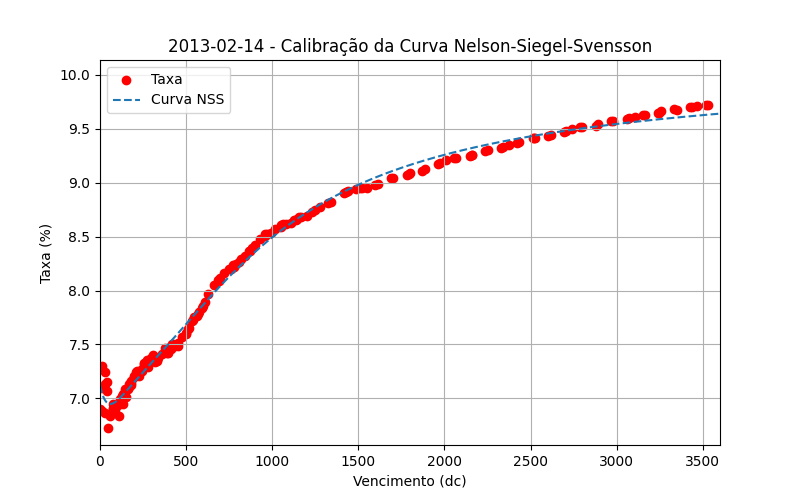 2013-02-14 - Calibração da Curva Nelson-Siegel-Svensson
Taxa
Curva NSS
Taxa (%)
10.0
9.5
9.0
8.5
8.0
7.5
7.0
0 500 1000 1500 2000 2500 3000 3500
Vencimento (dc)